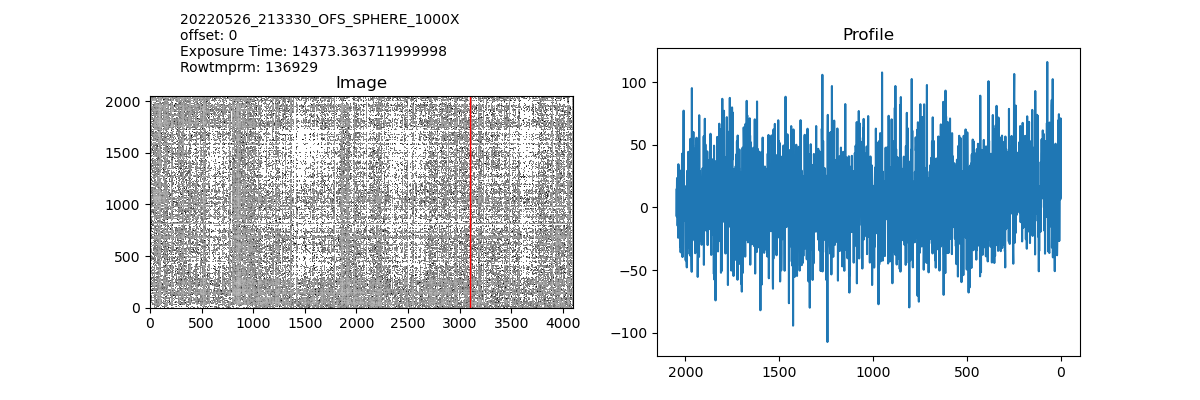 20220526_213330_OFS_SPHERE_1000X
offset: 0
Exposure Time: 14373.363711999998
Rowtmprm: 136929
Image
2000
1500
1000
500
0
0 500 1000 1500 2000 2500 3000 3500 4000
Profile
100
50
0
−50
−100
2000 1500 1000 500 0